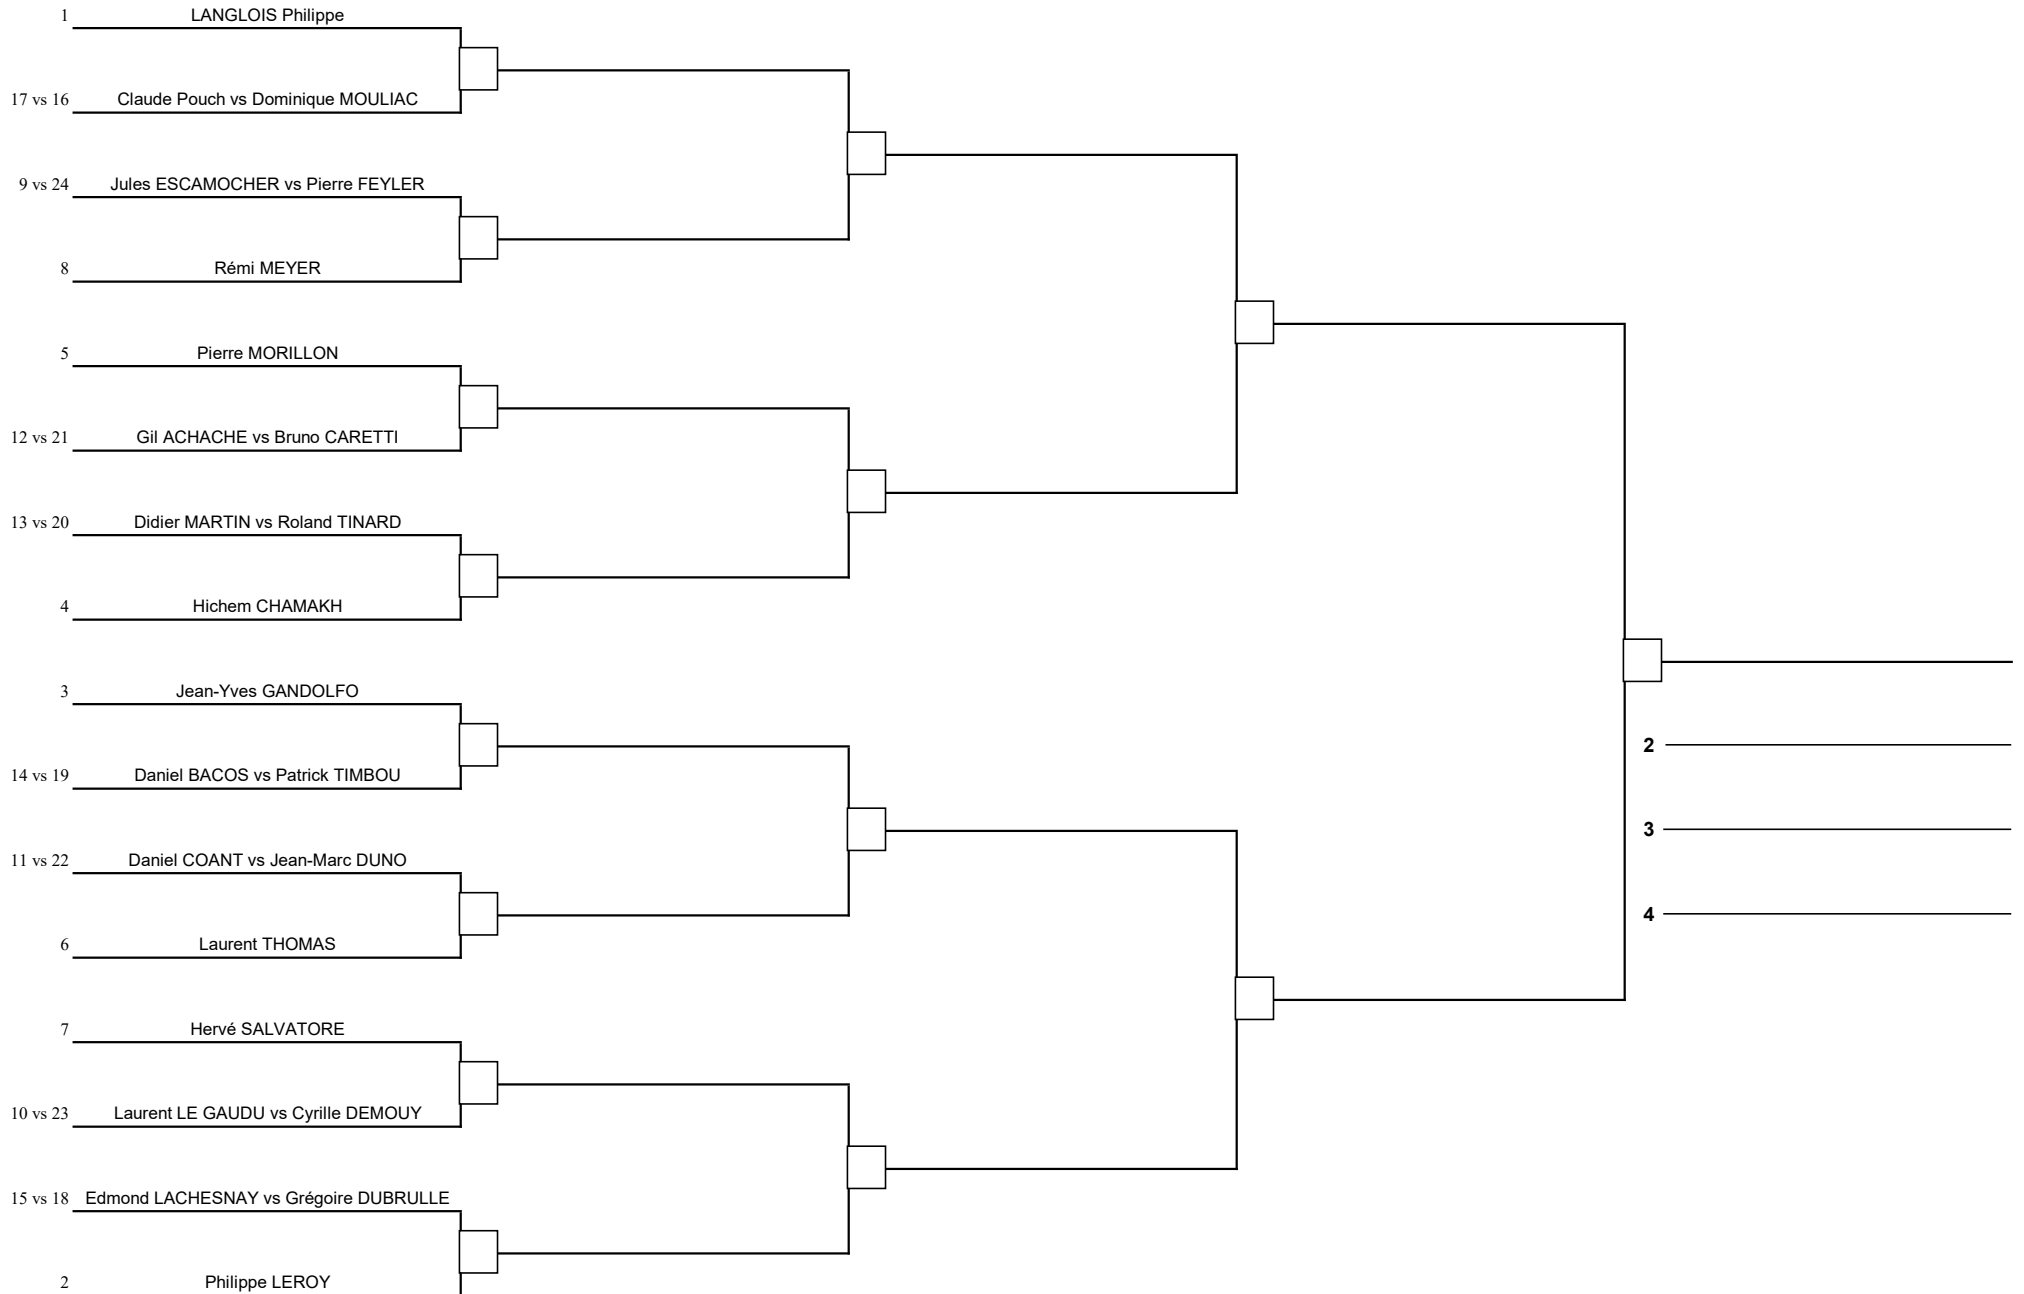 1 LANGLOIS Philippe
17 vs 16 Claude Pouch vs Dominique MOULIAC
9 vs 24 Jules ESCAMOCHER vs Pierre FEYLER
8 Rémi MEYER
5 Pierre MORILLON
12 vs 21 Gil ACHACHE vs Bruno CARETTI
13 vs 20 Didier MARTIN vs Roland TINARD
4 Hichem CHAMAKH
3 Jean-Yves GANDOLFO
14 vs 19 Daniel BACOS vs Patrick TIMBOU
11 vs 22 Daniel COANT vs Jean-Marc DUNO
6 Laurent THOMAS
7 Hervé SALVATORE
10 vs 23 Laurent LE GAUDU vs Cyrille DEMOUY
15 vs 18 Edmond LACHESNAY vs Grégoire DUBRULLE
2 Philippe LEROY
2
3
4